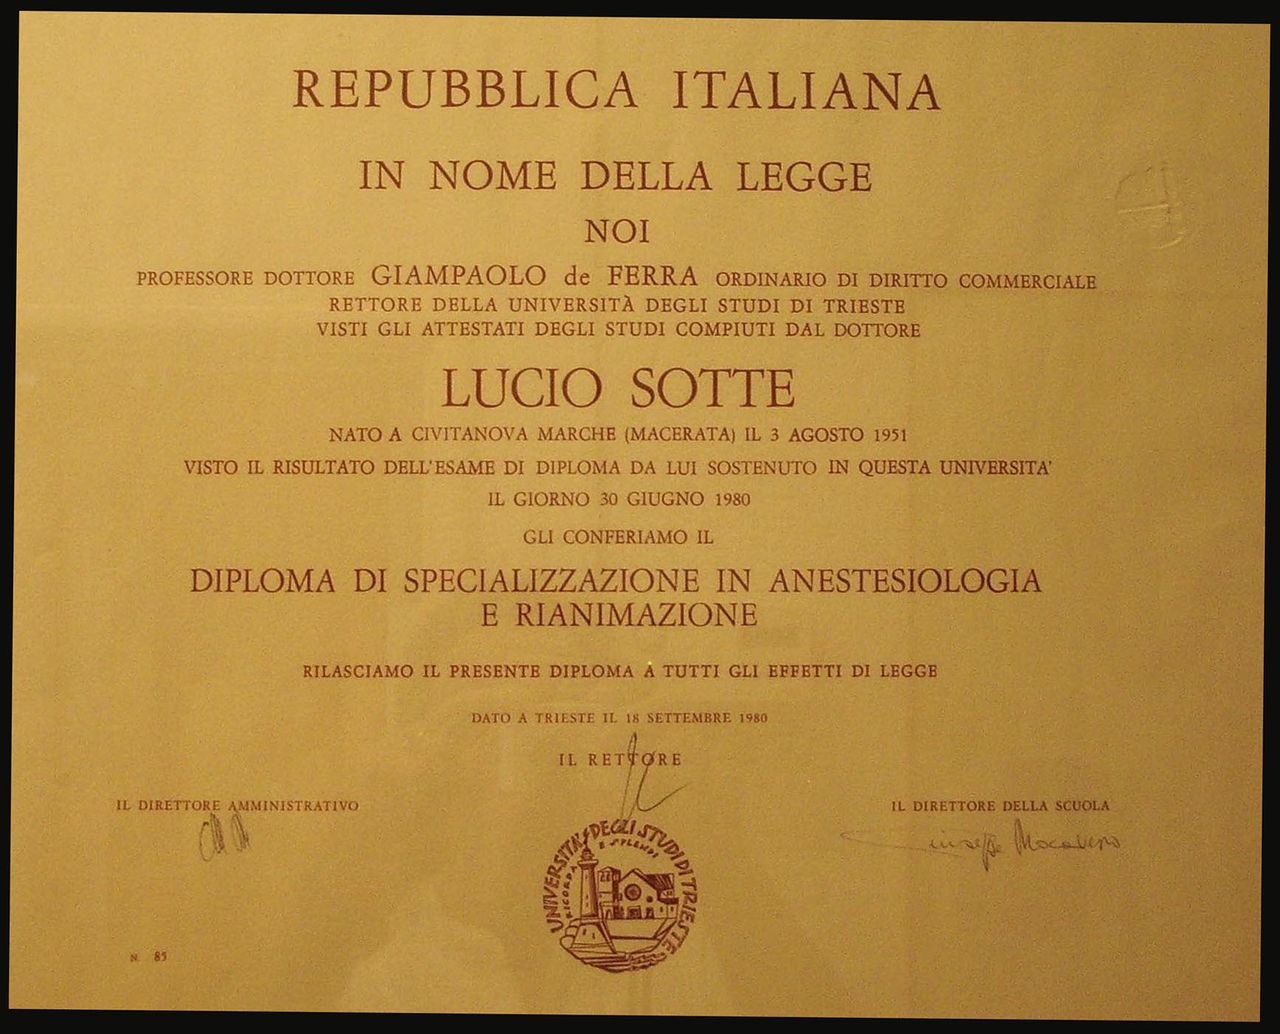 REPUBBLICA ITALIANA
IN NOME DELLA LEGGE
NOI
PROFESSORE DOTTORE GIAMPAOLO de FERRA ORDINARIO DI DIRITTO COMMERCIALE
RETTORE DELLA UNIVERSITÀ DEGLI STUDI DI TRIESTE
VISTI GLI ATTESTATI DEGLI STUDI COMPIUTI DAL DOTTORE
LUCIO SOTTE
NATO A CIVITANOVA MARCHE (MACERATA) IL 3 AGOSTO 1951
VISTO IL RISULTATO DELL'ESAME DI DIPLOMA DA LUI SOSTENUTO IN QUESTA UNIVERSITA'
IL GIORNO 30 GIUGNO 1980
GLI CONFERIAMO IL
DIPLOMA DI SPECIALIZZAZIONE IN ANESTESIOLOGIA
E RIANIMAZIONE
RILASCIAMO IL PRESENTE DIPLOMA A TUTTI GLI EFFETTI DI LEGGE
DATO A TRIESTE IL 18 SETTEMBRE 1980
IL RETTORE
IL DIRETTORE AMMINISTRATIVO
IL DIRETTORE DELLA SCUOLA
Giuseppe Mocavero
UNIVERSITA' DEGLI STUDI DI TRIESTE
RICORDA E SPLENDI
N 85